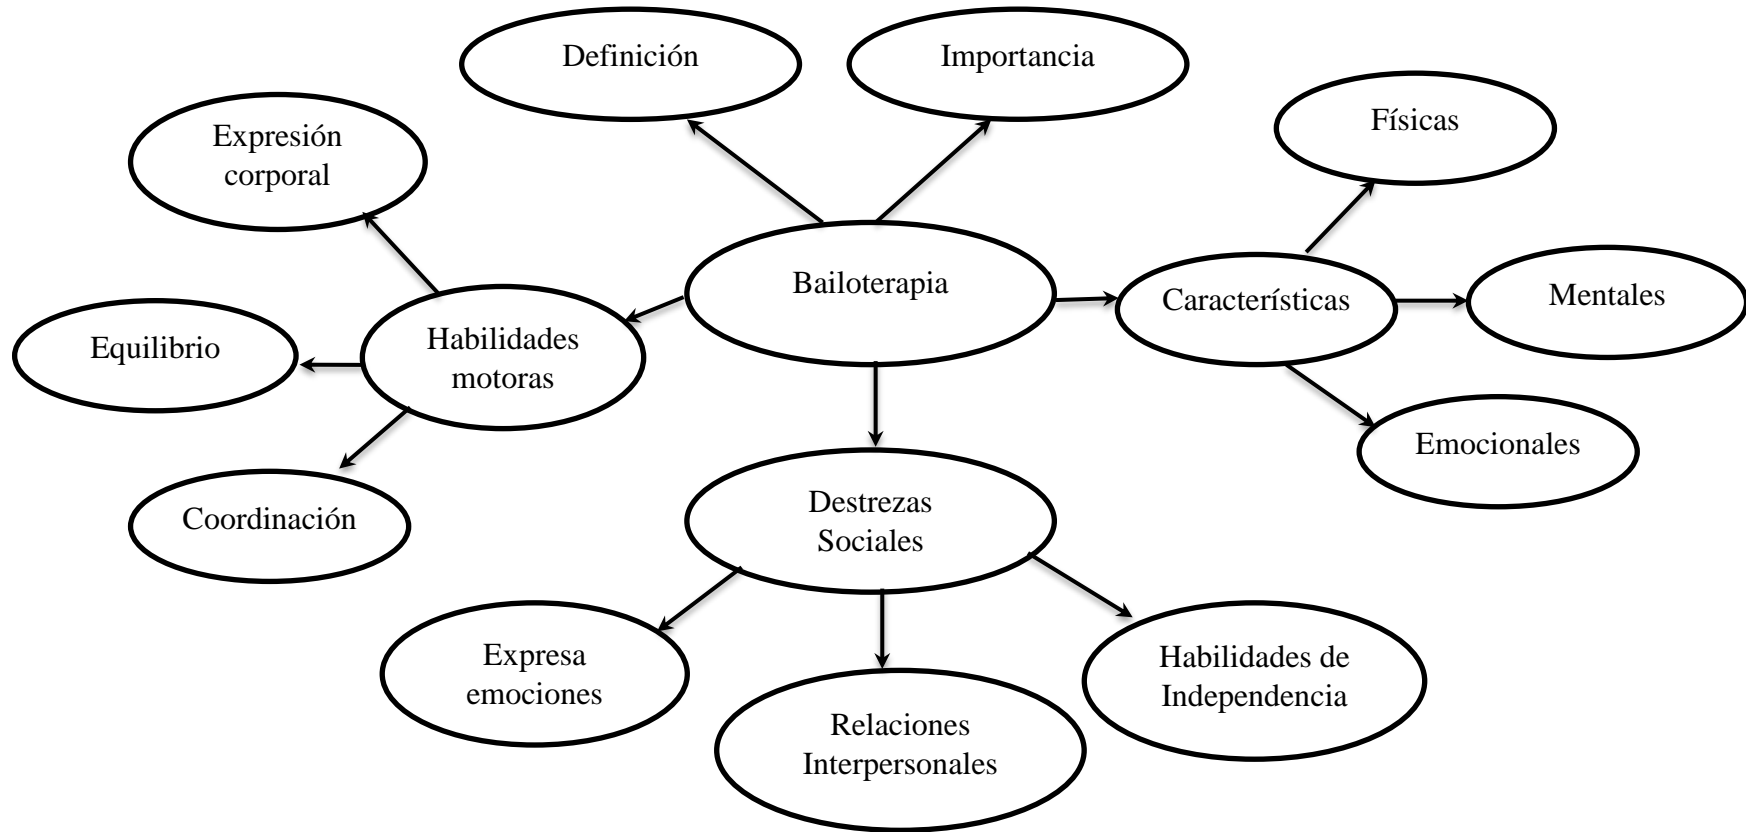 Definición
Importancia
Físicas
Expresión
corporal
Bailoterapia
Características
Mentales
Equilibrio
Habilidades
motoras
Emocionales
Coordinación
Destrezas
Sociales
Expresa
emociones
Habilidades de
Independencia
Relaciones
Interpersonales